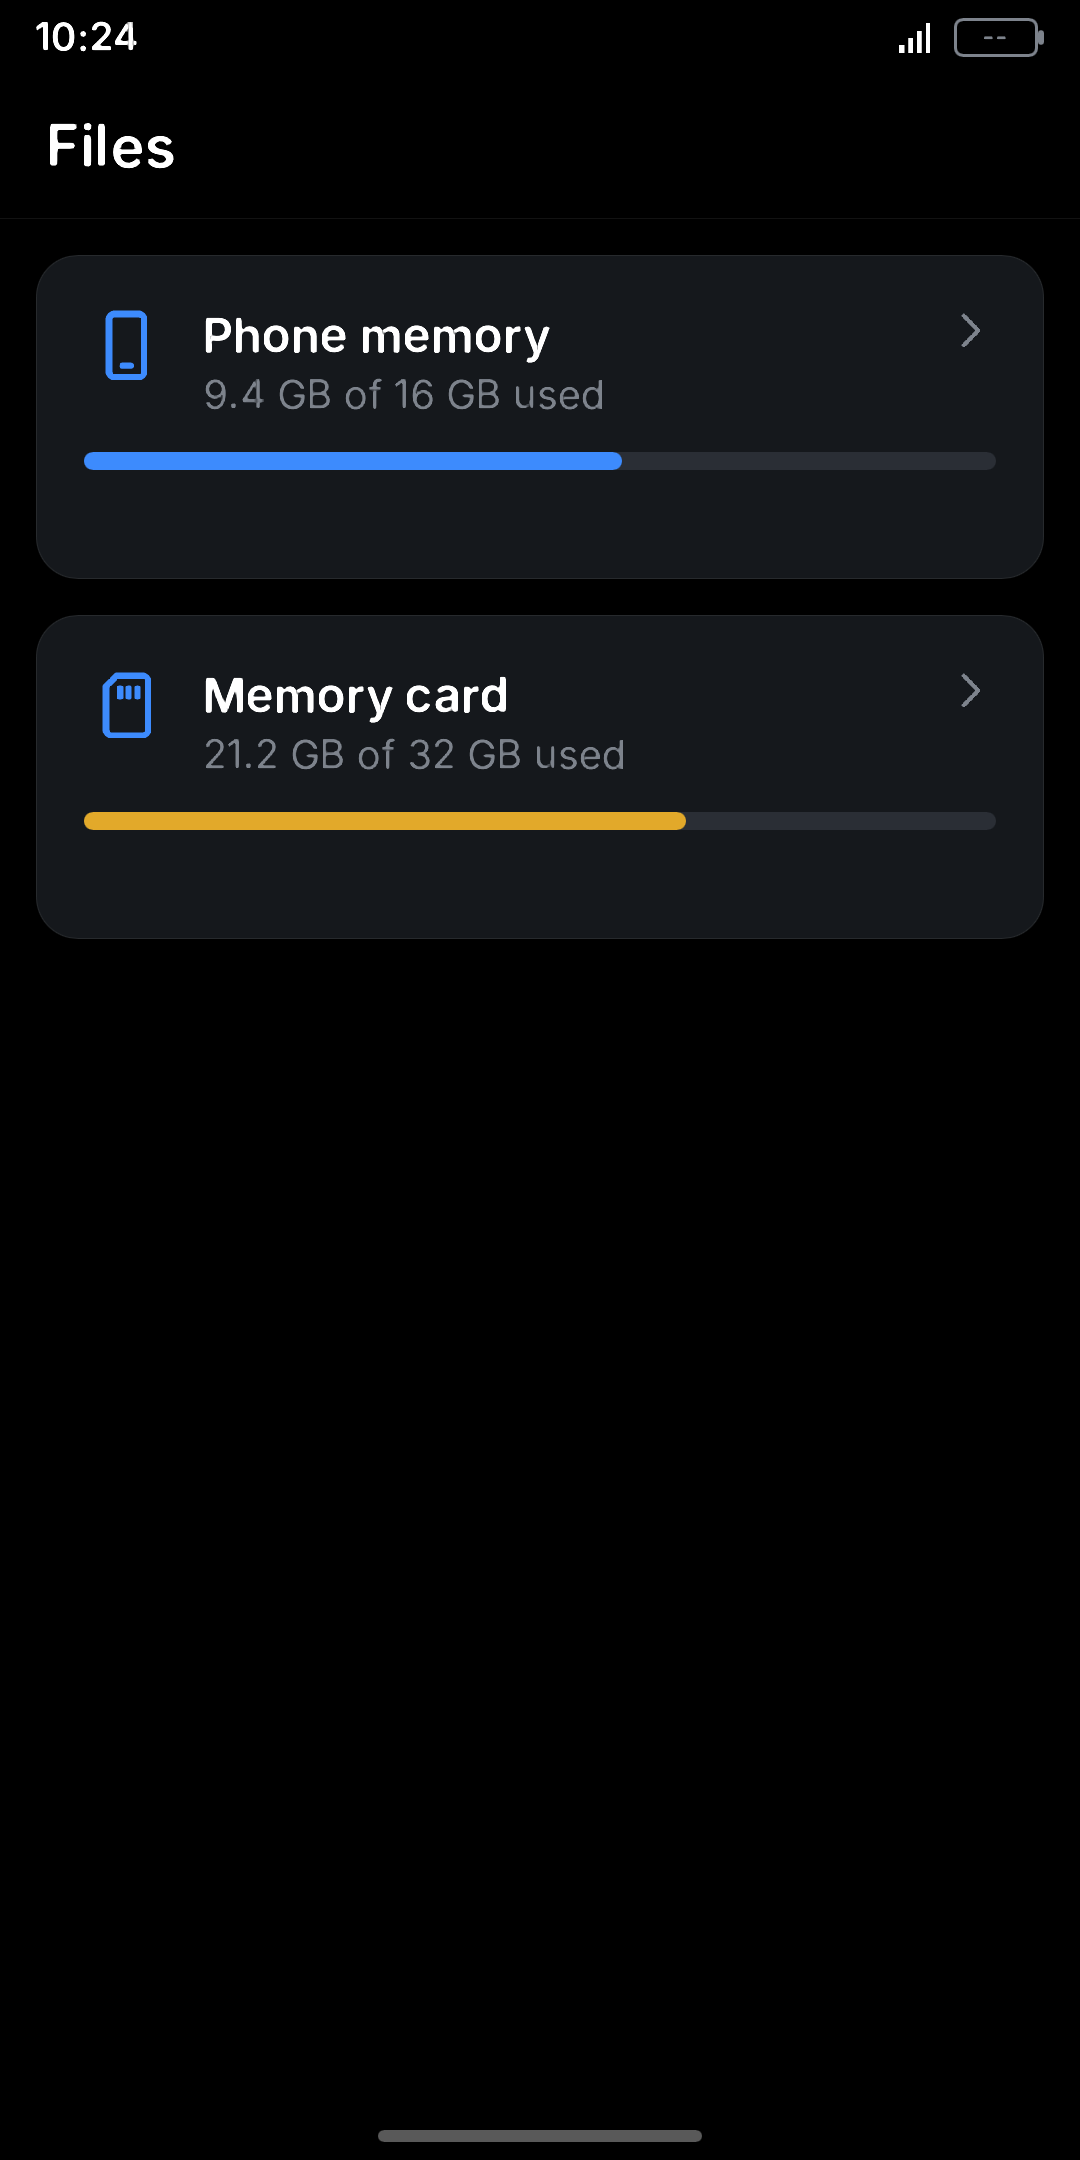 10:24
--
Files
Phone memory
9.4 GB of 16 GB used
Memory card
21.2 GB of 32 GB used